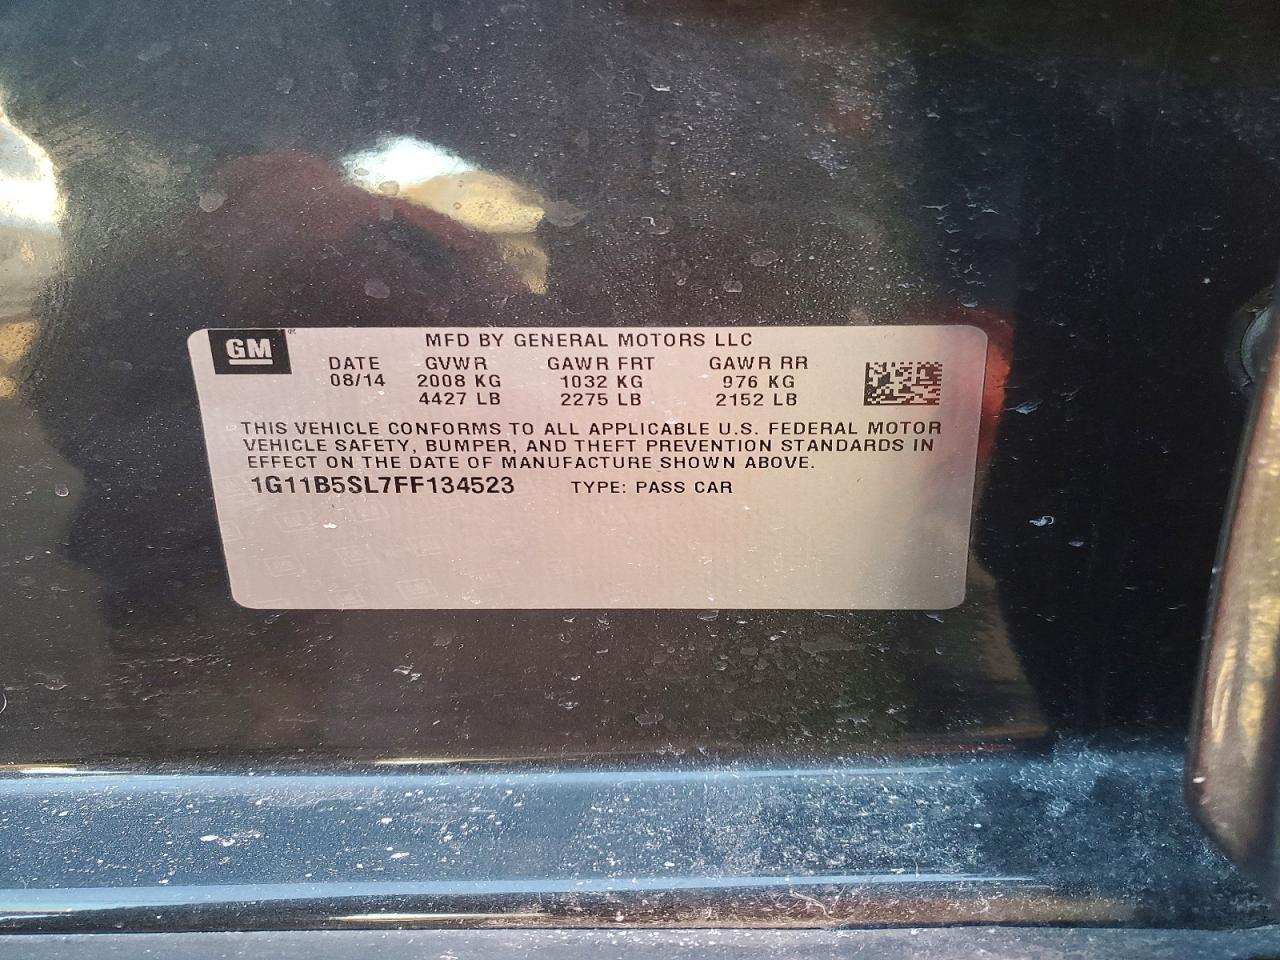 GM
MFD BY GENERAL MOTORS LLC
DATE GVWR GAWR FRT GAWR RR
08/14 2008 KG 1032 KG 976 KG
4427 LB 2275 LB 2152 LB
THIS VEHICLE CONFORMS TO ALL APPLICABLE U.S. FEDERAL MOTOR
VEHICLE SAFETY, BUMPER, AND THEFT PREVENTION STANDARDS IN
EFFECT ON THE DATE OF MANUFACTURE SHOWN ABOVE.
1G11B5SL7FF134523 TYPE: PASS CAR